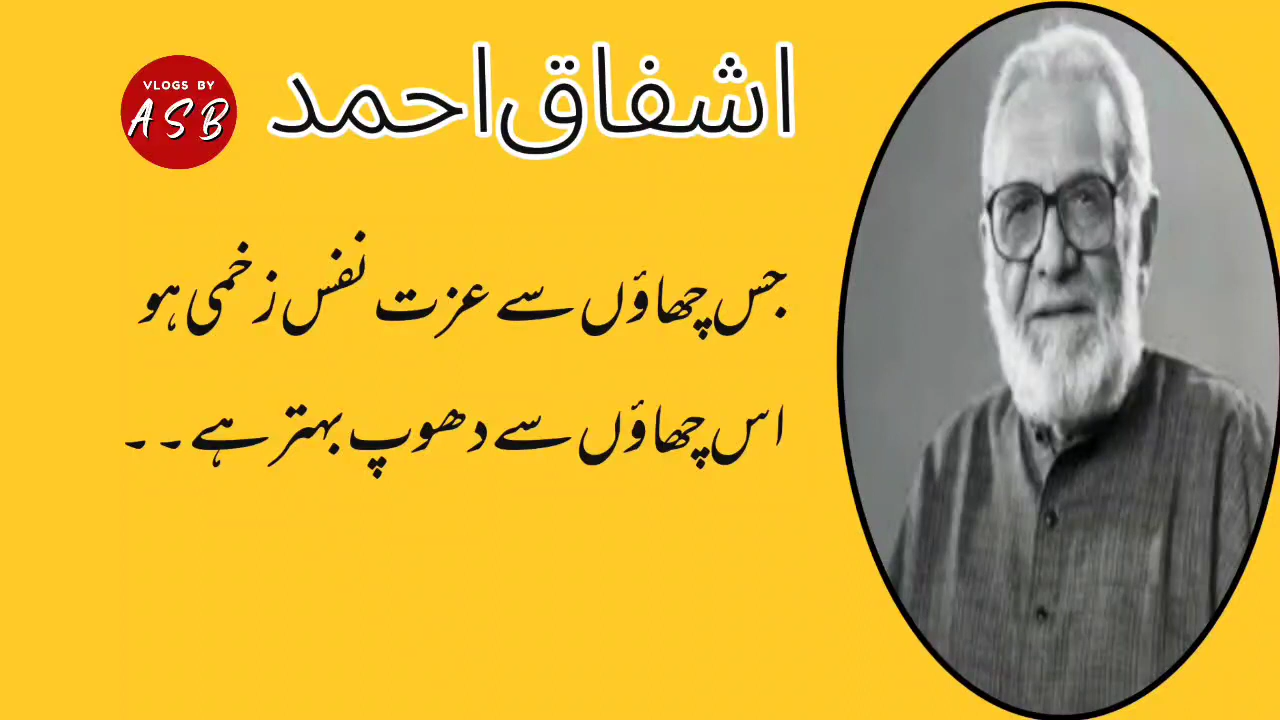 اشفاق احمد
VLOGS BY
ASB
جس چھاؤں سے عزت نفس زخمی ہو
اس چھاؤں سے دھوپ بہتر ہے۔۔